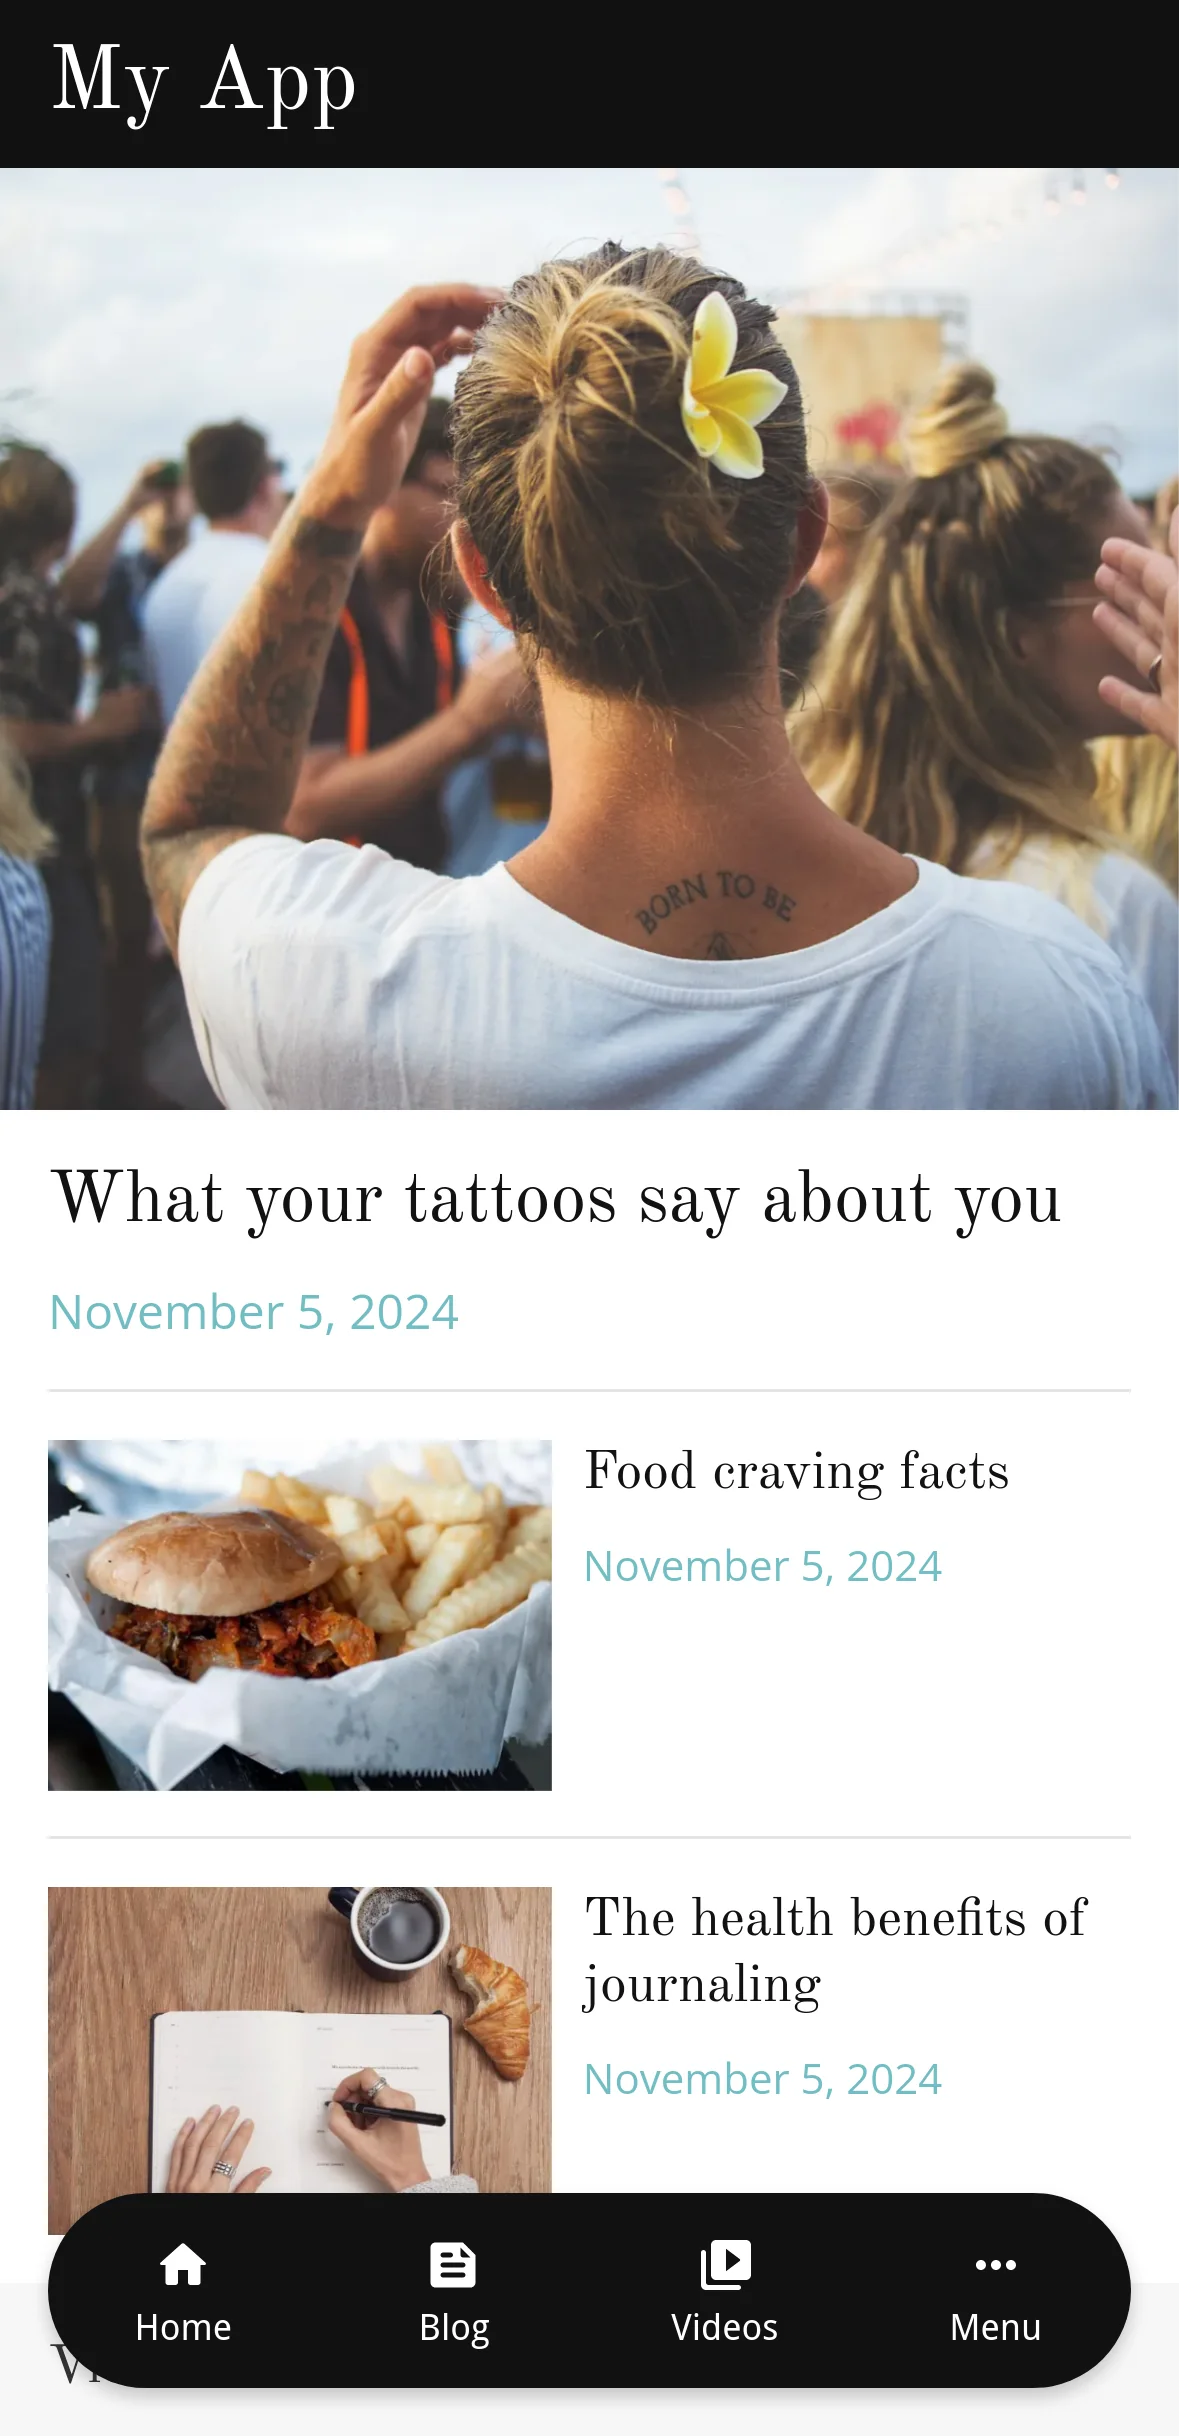 My App
BORN TO BE
What your tattoos say about you
November 5, 2024
Food craving facts
November 5, 2024
The health benefits of
journaling
November 5, 2024
Home
Blog
Videos
Menu